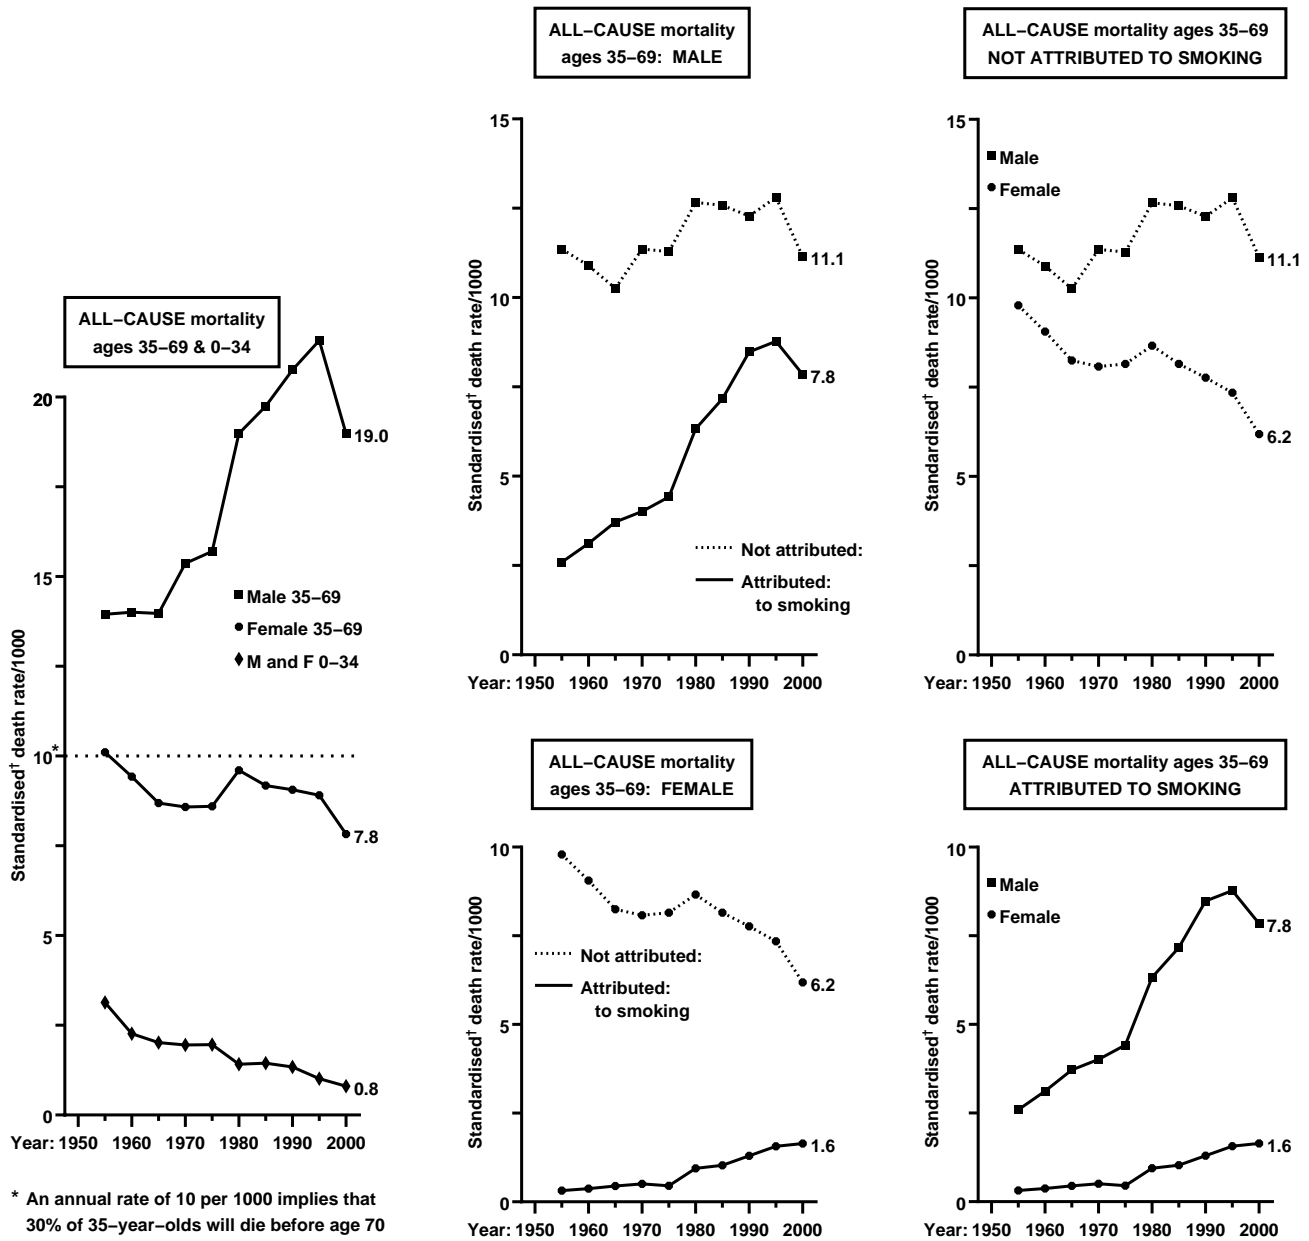 ALL−CAUSE mortality
ages 35−69 & 0−34
20
15
10*
5
0
Standardised† death rate/1000
19.0
7.8
0.8
Male 35−69
Female 35−69
M and F 0−34
Year: 1950 1960 1970 1980 1990 2000
* An annual rate of 10 per 1000 implies that
30% of 35−year−olds will die before age 70
ALL−CAUSE mortality
ages 35−69: MALE
15
10
5
0
Standardised† death rate/1000
11.1
7.8
Not attributed:
Attributed:
to smoking
Year: 1950 1960 1970 1980 1990 2000
ALL−CAUSE mortality ages 35−69
NOT ATTRIBUTED TO SMOKING
15
10
5
0
Standardised† death rate/1000
Male
Female
11.1
6.2
Year: 1950 1960 1970 1980 1990 2000
ALL−CAUSE mortality
ages 35−69: FEMALE
10
5
0
Standardised† death rate/1000
Not attributed:
Attributed:
to smoking
6.2
1.6
Year: 1950 1960 1970 1980 1990 2000
ALL−CAUSE mortality ages 35−69
ATTRIBUTED TO SMOKING
10
5
0
Standardised† death rate/1000
Male
Female
7.8
1.6
Year: 1950 1960 1970 1980 1990 2000